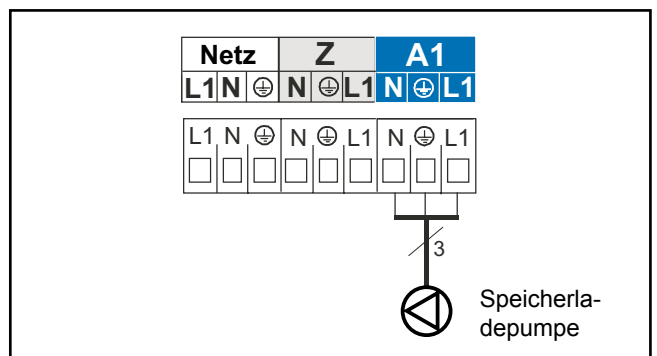 Netz Z A1
L1 N ⏚ N ⏚ L1 N ⏚ L1
L1 N ⏚ N ⏚ L1 N ⏚ L1
3
Speicherla-
depumpe